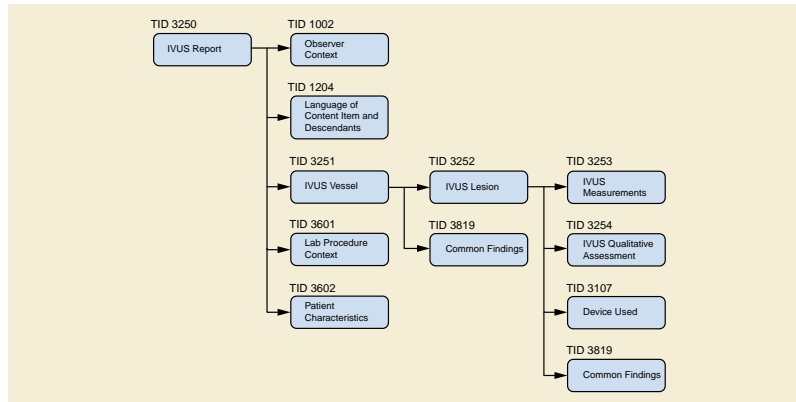 TID 3250
IVUS Report
TID 1002
Observer
Context
TID 1204
Language of
Content Item and
Descendants
TID 3251
IVUS Vessel
TID 3601
Lab Procedure
Context
TID 3602
Patient
Characteristics
TID 3252
IVUS Lesion
TID 3819
Common Findings
TID 3253
IVUS
Measurements
TID 3254
IVUS Qualitative
Assessment
TID 3107
Device Used
TID 3819
Common Findings